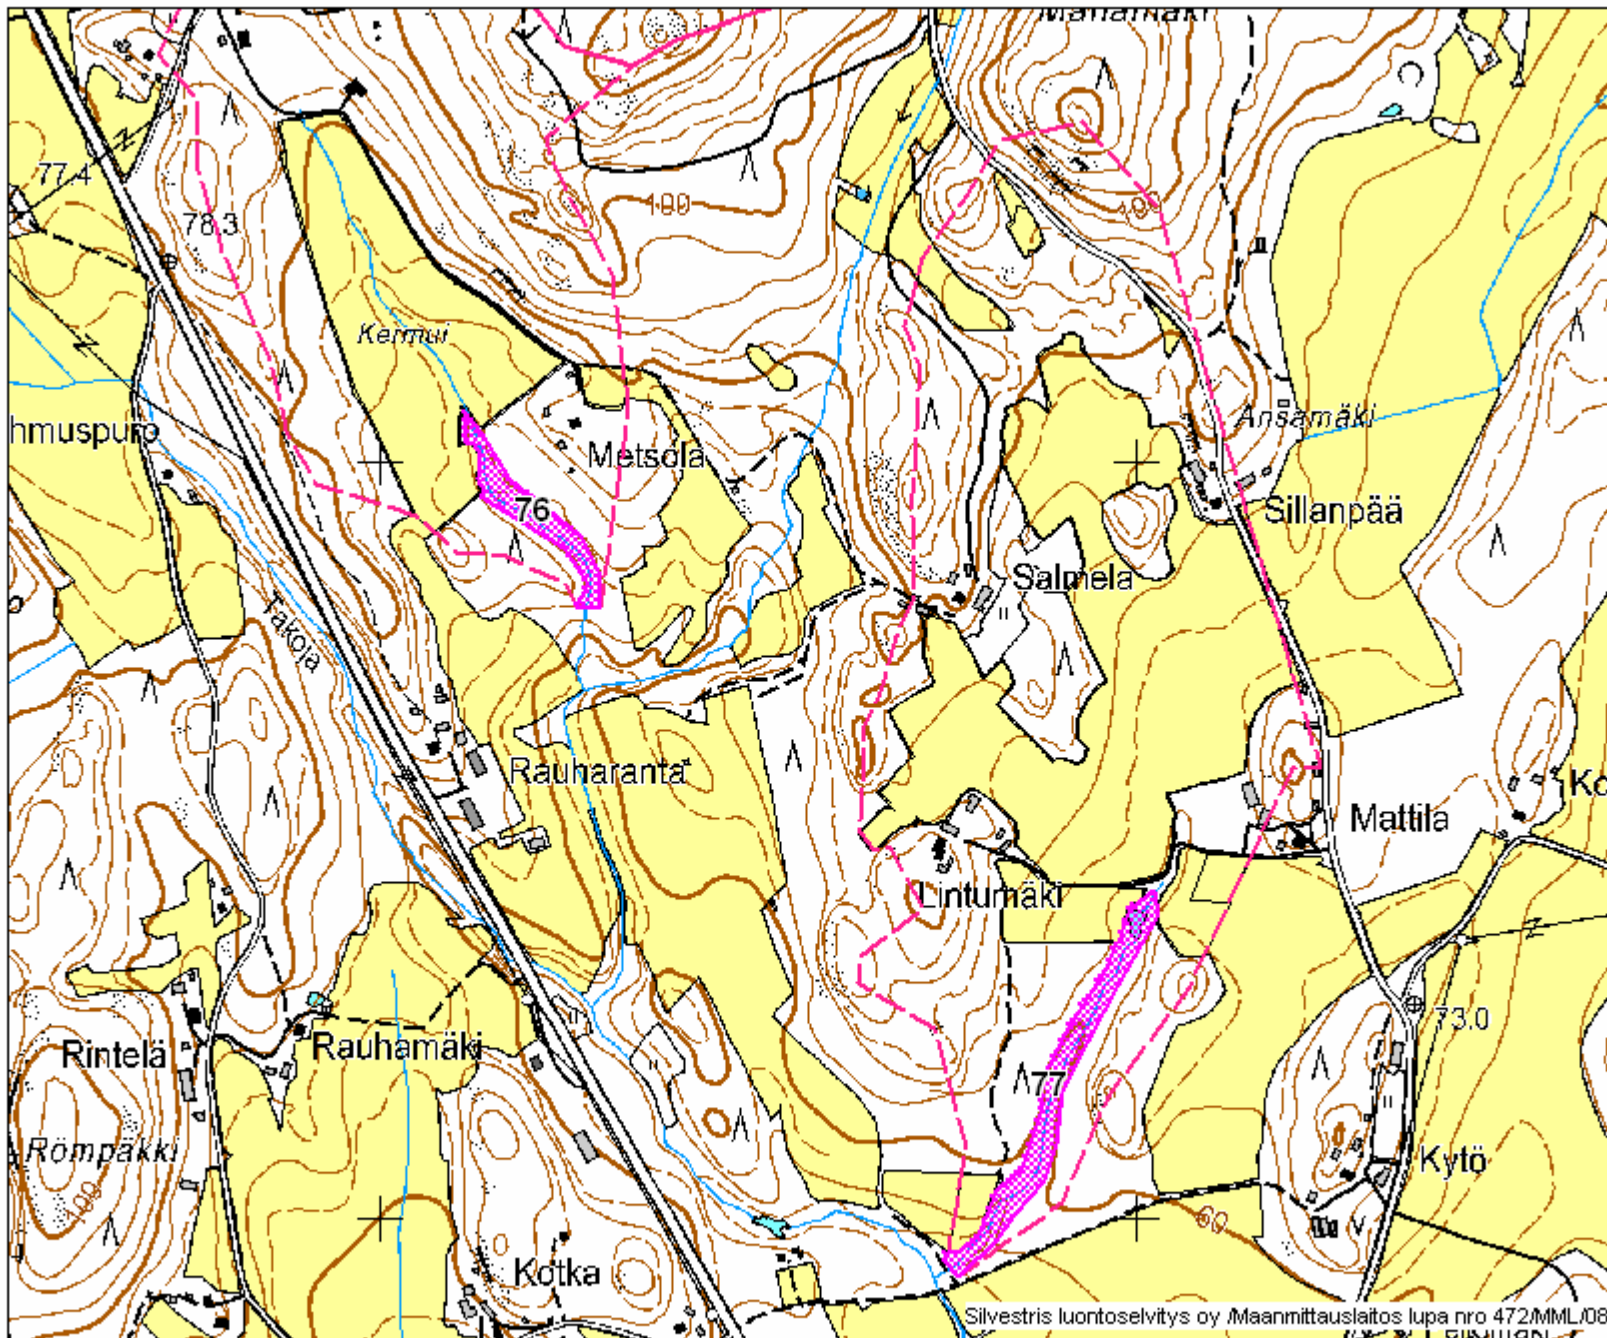 77.4
78.3
100
100
Kermui
hmuspuro
Metsola
76
Ansamäki
Sillanpää
Salmela
Takoja
Rauharanta
Mattila
Lintumäki
73.0
Rintelä
Rauhamäki
77
Römpäkki
100
Kytö
60
Kotka
Silvestris luontoselvitys oy /Maanmittauslaitos lupa nro 472/MML/08